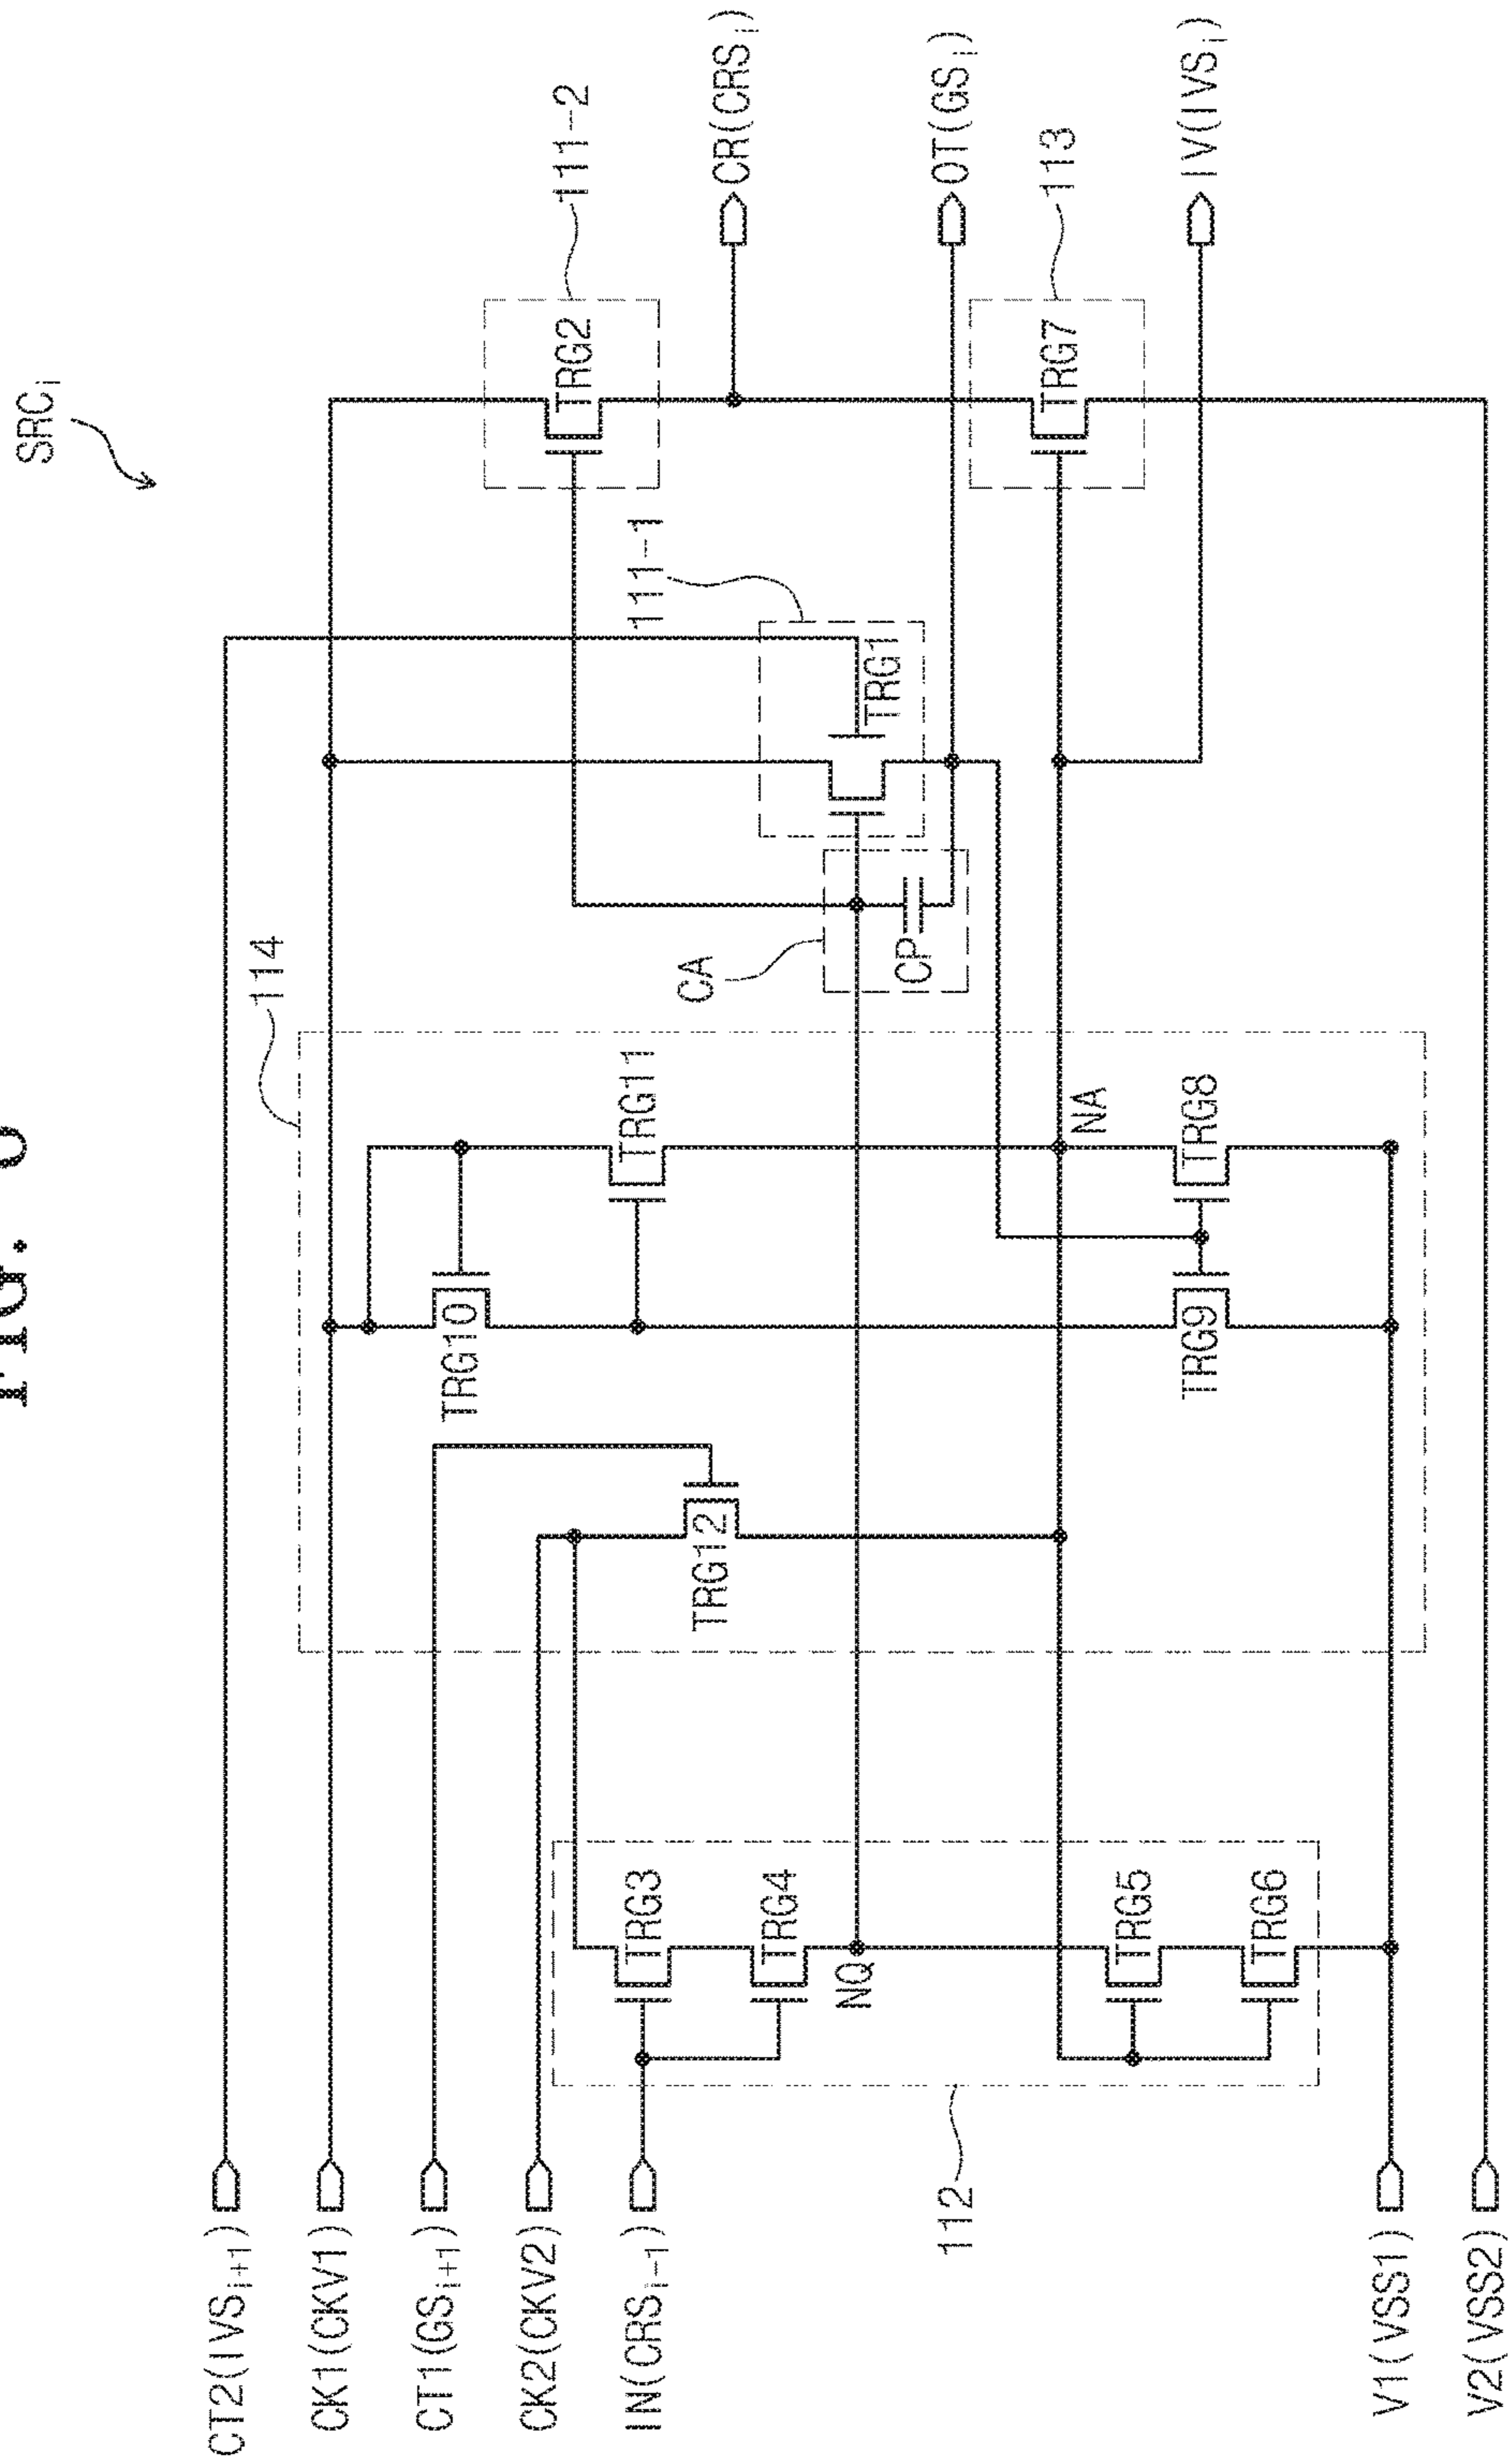 SRCi
CT2(IVSi+1)
CK1(CKV1)
CT1(GSi+1)
CK2(CKV2)
IN(CRSi-1)
V1(VSS1)
V2(VSS2)
112
TRG3
TRG4
NQ
TRG5
TRG6
114
TRG12
TRG10
TRG11
NA
TRG9
TRG8
CA
CP
111-1
TRG1
111-2
TRG2
113
TRG7
CR(CRSi)
OT(GSi)
IV(IVSi)